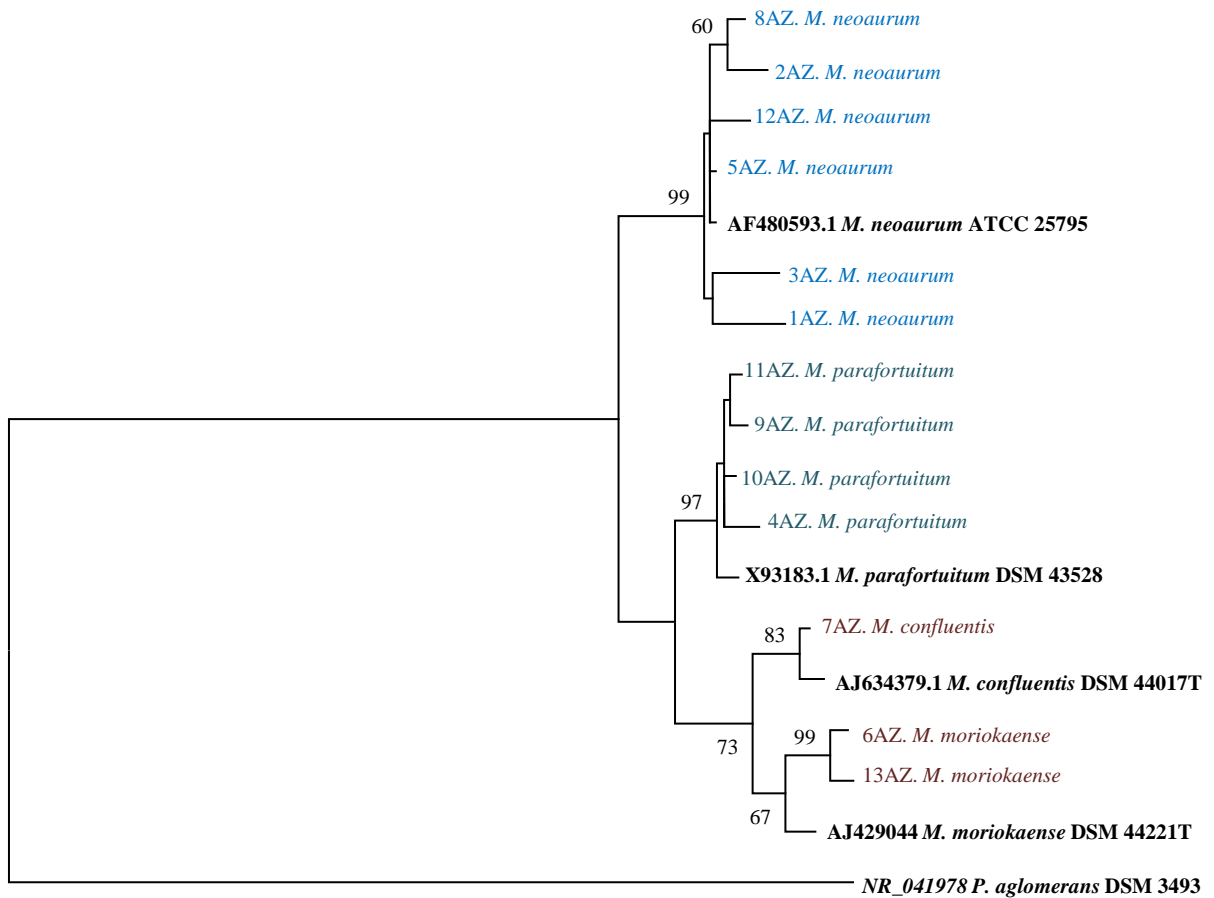 60
8AZ. M. neoaurum
2AZ. M. neoaurum
12AZ. M. neoaurum
5AZ. M. neoaurum
99
AF480593.1 M. neoaurum ATCC 25795
3AZ. M. neoaurum
1AZ. M. neoaurum
11AZ. M. parafortuitum
9AZ. M. parafortuitum
10AZ. M. parafortuitum
97
4AZ. M. parafortuitum
X93183.1 M. parafortuitum DSM 43528
83
7AZ. M. confluentis
AJ634379.1 M. confluentis DSM 44017T
73
99
6AZ. M. moriokaense
13AZ. M. moriokaense
67
AJ429044 M. moriokaense DSM 44221T
NR_041978 P. aglomerans DSM 3493